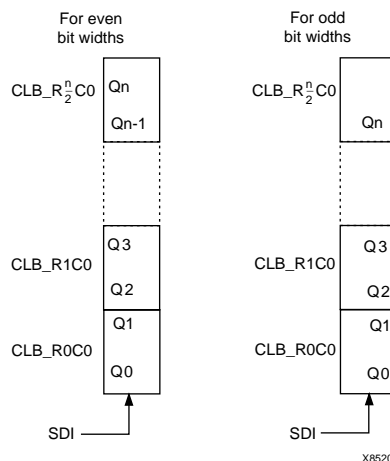 For even
bit widths
CLB_R n/2 C0
Qn
Qn-1
CLB_R1C0
Q3
Q2
CLB_R0C0
Q1
Q0
SDI
For odd
bit widths
CLB_R n/2 C0
Qn
CLB_R1C0
Q3
Q2
CLB_R0C0
Q1
Q0
SDI
X8520